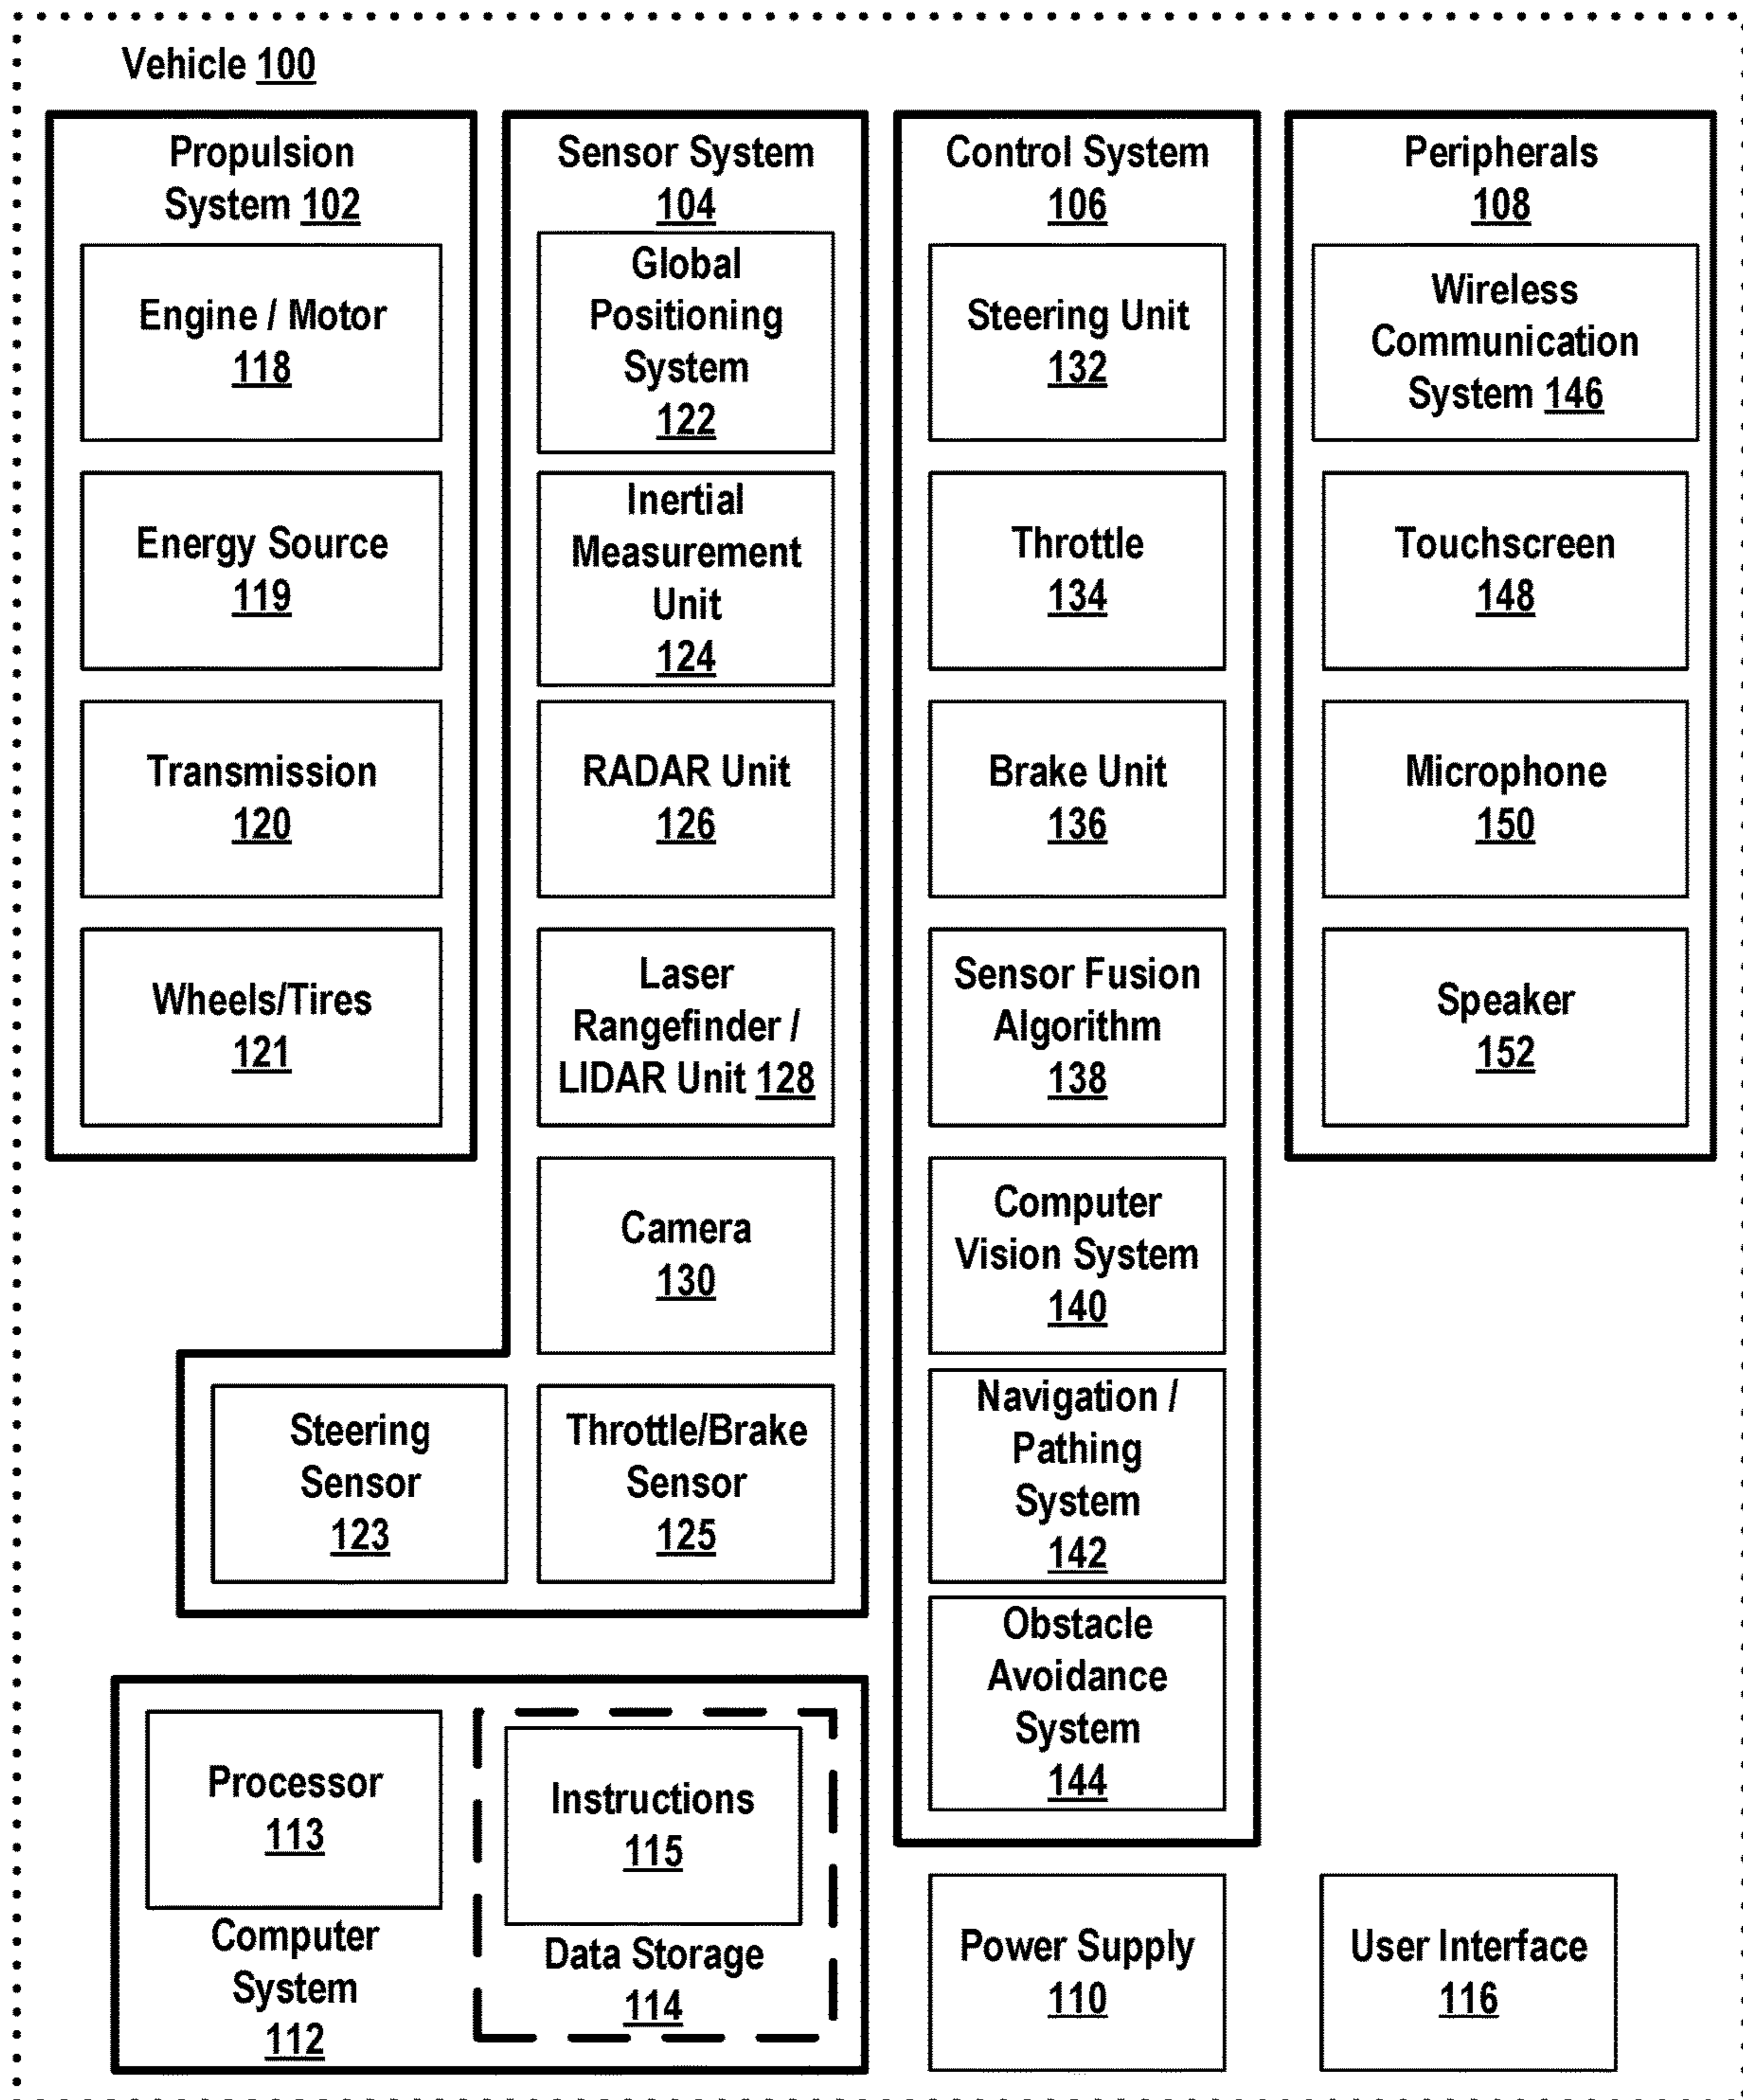 Vehicle 100
Propulsion
System 102
Engine / Motor
118
Energy Source
119
Transmission
120
Wheels/Tires
121
Sensor System
104
Global
Positioning
System
122
Inertial
Measurement
Unit
124
RADAR Unit
126
Laser
Rangefinder /
LIDAR Unit 128
Camera
130
Steering
Sensor
123
Throttle/Brake
Sensor
125
Control System
106
Steering Unit
132
Throttle
134
Brake Unit
136
Sensor Fusion
Algorithm
138
Computer
Vision System
140
Navigation /
Pathing
System
142
Obstacle
Avoidance
System
144
Peripherals
108
Wireless
Communication
System 146
Touchscreen
148
Microphone
150
Speaker
152
Processor
113
Computer
System
112
Instructions
115
Data Storage
114
Power Supply
110
User Interface
116